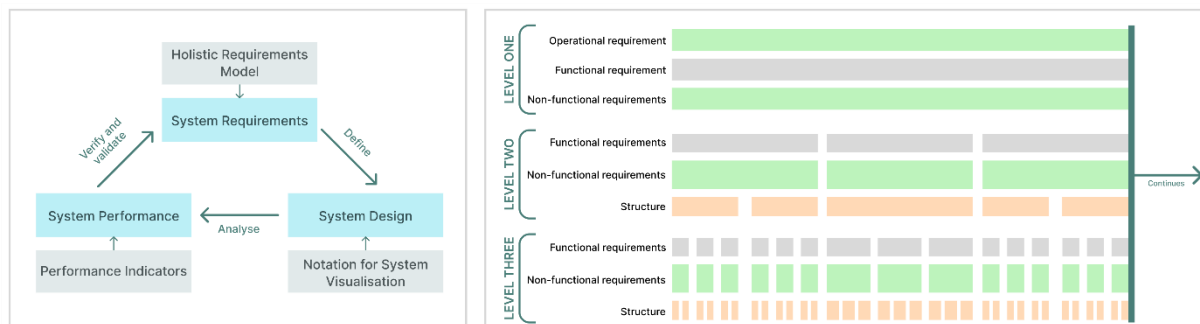 Holistic Requirements
Model
System Requirements
Verify and
validate
Define
System Performance
Analyse
System Design
Performance Indicators
Notation for System
Visualisation
LEVEL ONE
Operational requirement
Functional requirement
Non-functional requirements
LEVEL TWO
Functional requirements
Non-functional requirements
Structure
LEVEL THREE
Functional requirements
Non-functional requirements
Structure
Continues